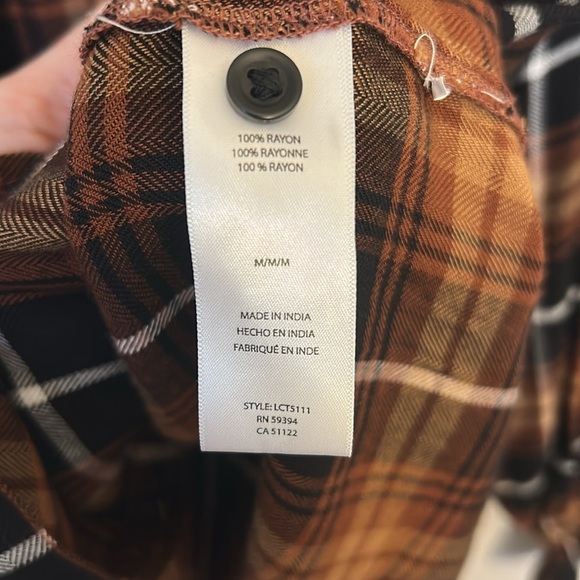 100% RAYON
100% RAYONNE
100 % RAYON
M/M/M
MADE IN INDIA
HECHO EN INDIA
FABRIQUÉ EN INDE
STYLE: LCT5111
RN 59394
CA 51122